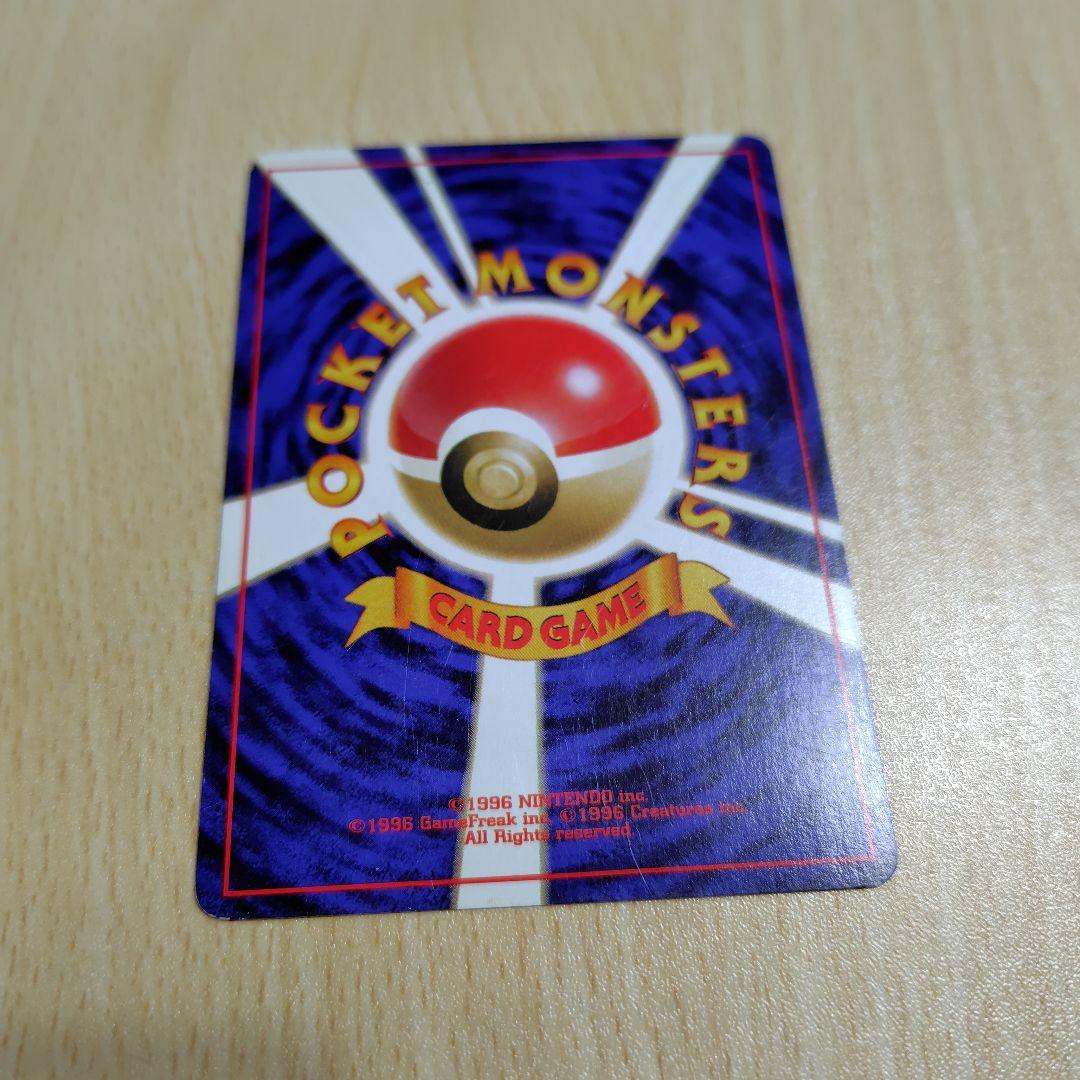 POCKET MONSTERS
CARD GAME
©1996 NINTENDO inc.
©1996 GameFreak inc. ©1996 Creatures inc.
All Rights reserved.